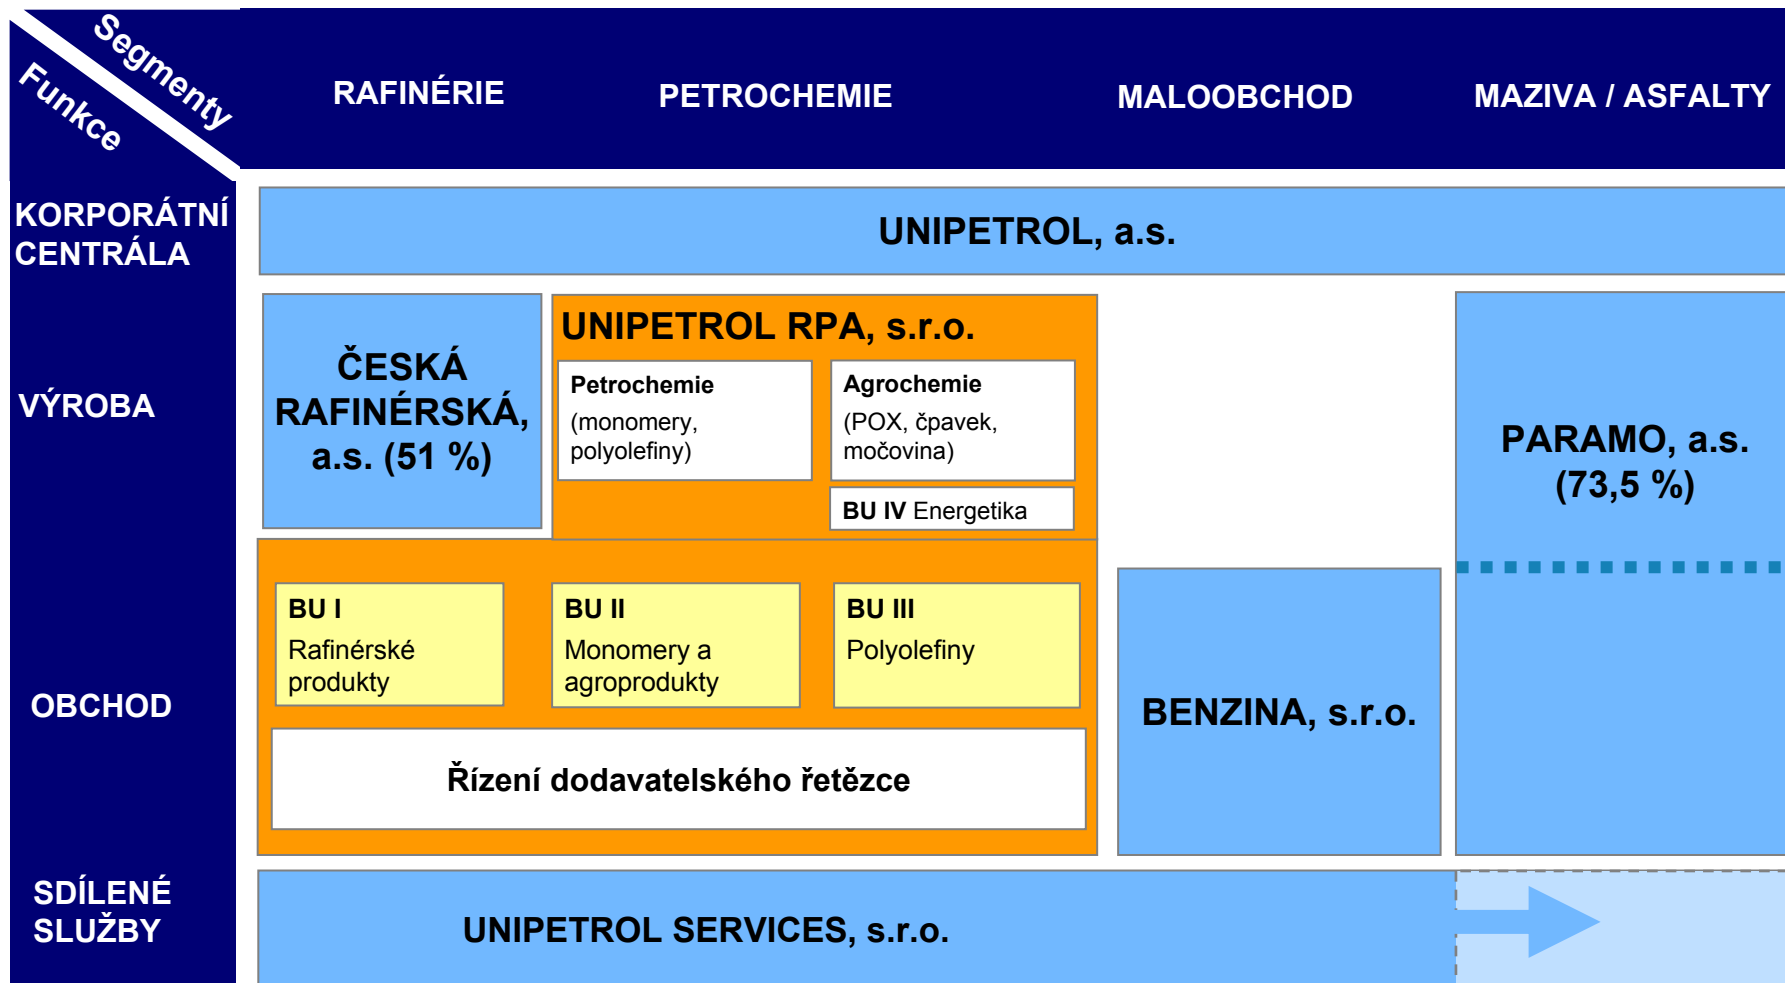 Segmenty
Funkce
RAFINÉRIE
PETROCHEMIE
MALOOBCHOD
MAZIVA / ASFALTY
KORPORÁTNÍ
CENTRÁLA
UNIPETROL, a.s.
VÝROBA
ČESKÁ
RAFINÉRSKÁ,
a.s. (51 %)
UNIPETROL RPA, s.r.o.
Petrochemie
(monomery,
polyolefiny)
Agrochemie
(POX, čpavek,
močovina)
BU IV Energetika
PARAMO, a.s.
(73,5 %)
OBCHOD
BU I
Rafinérské
produkty
BU II
Monomery a
agroprodukty
BU III
Polyolefiny
Řízení dodavatelského řetězce
BENZINA, s.r.o.
SDÍLENÉ
SLUŽBY
UNIPETROL SERVICES, s.r.o.